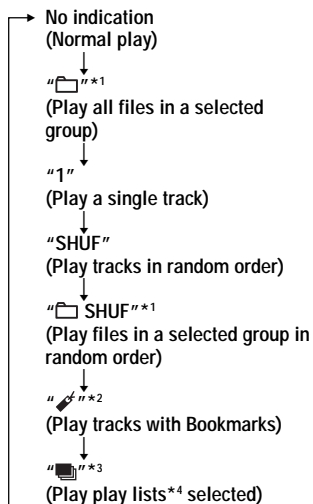 No indication
(Normal play)
“ ”*1
(Play all files in a selected
group)
“1”
(Play a single track)
“SHUF”
(Play tracks in random order)
“ SHUF”*1
(Play files in a selected group in
random order)
“ ”*2
(Play tracks with Bookmarks)
“ ”*3
(Play play lists*4 selected)